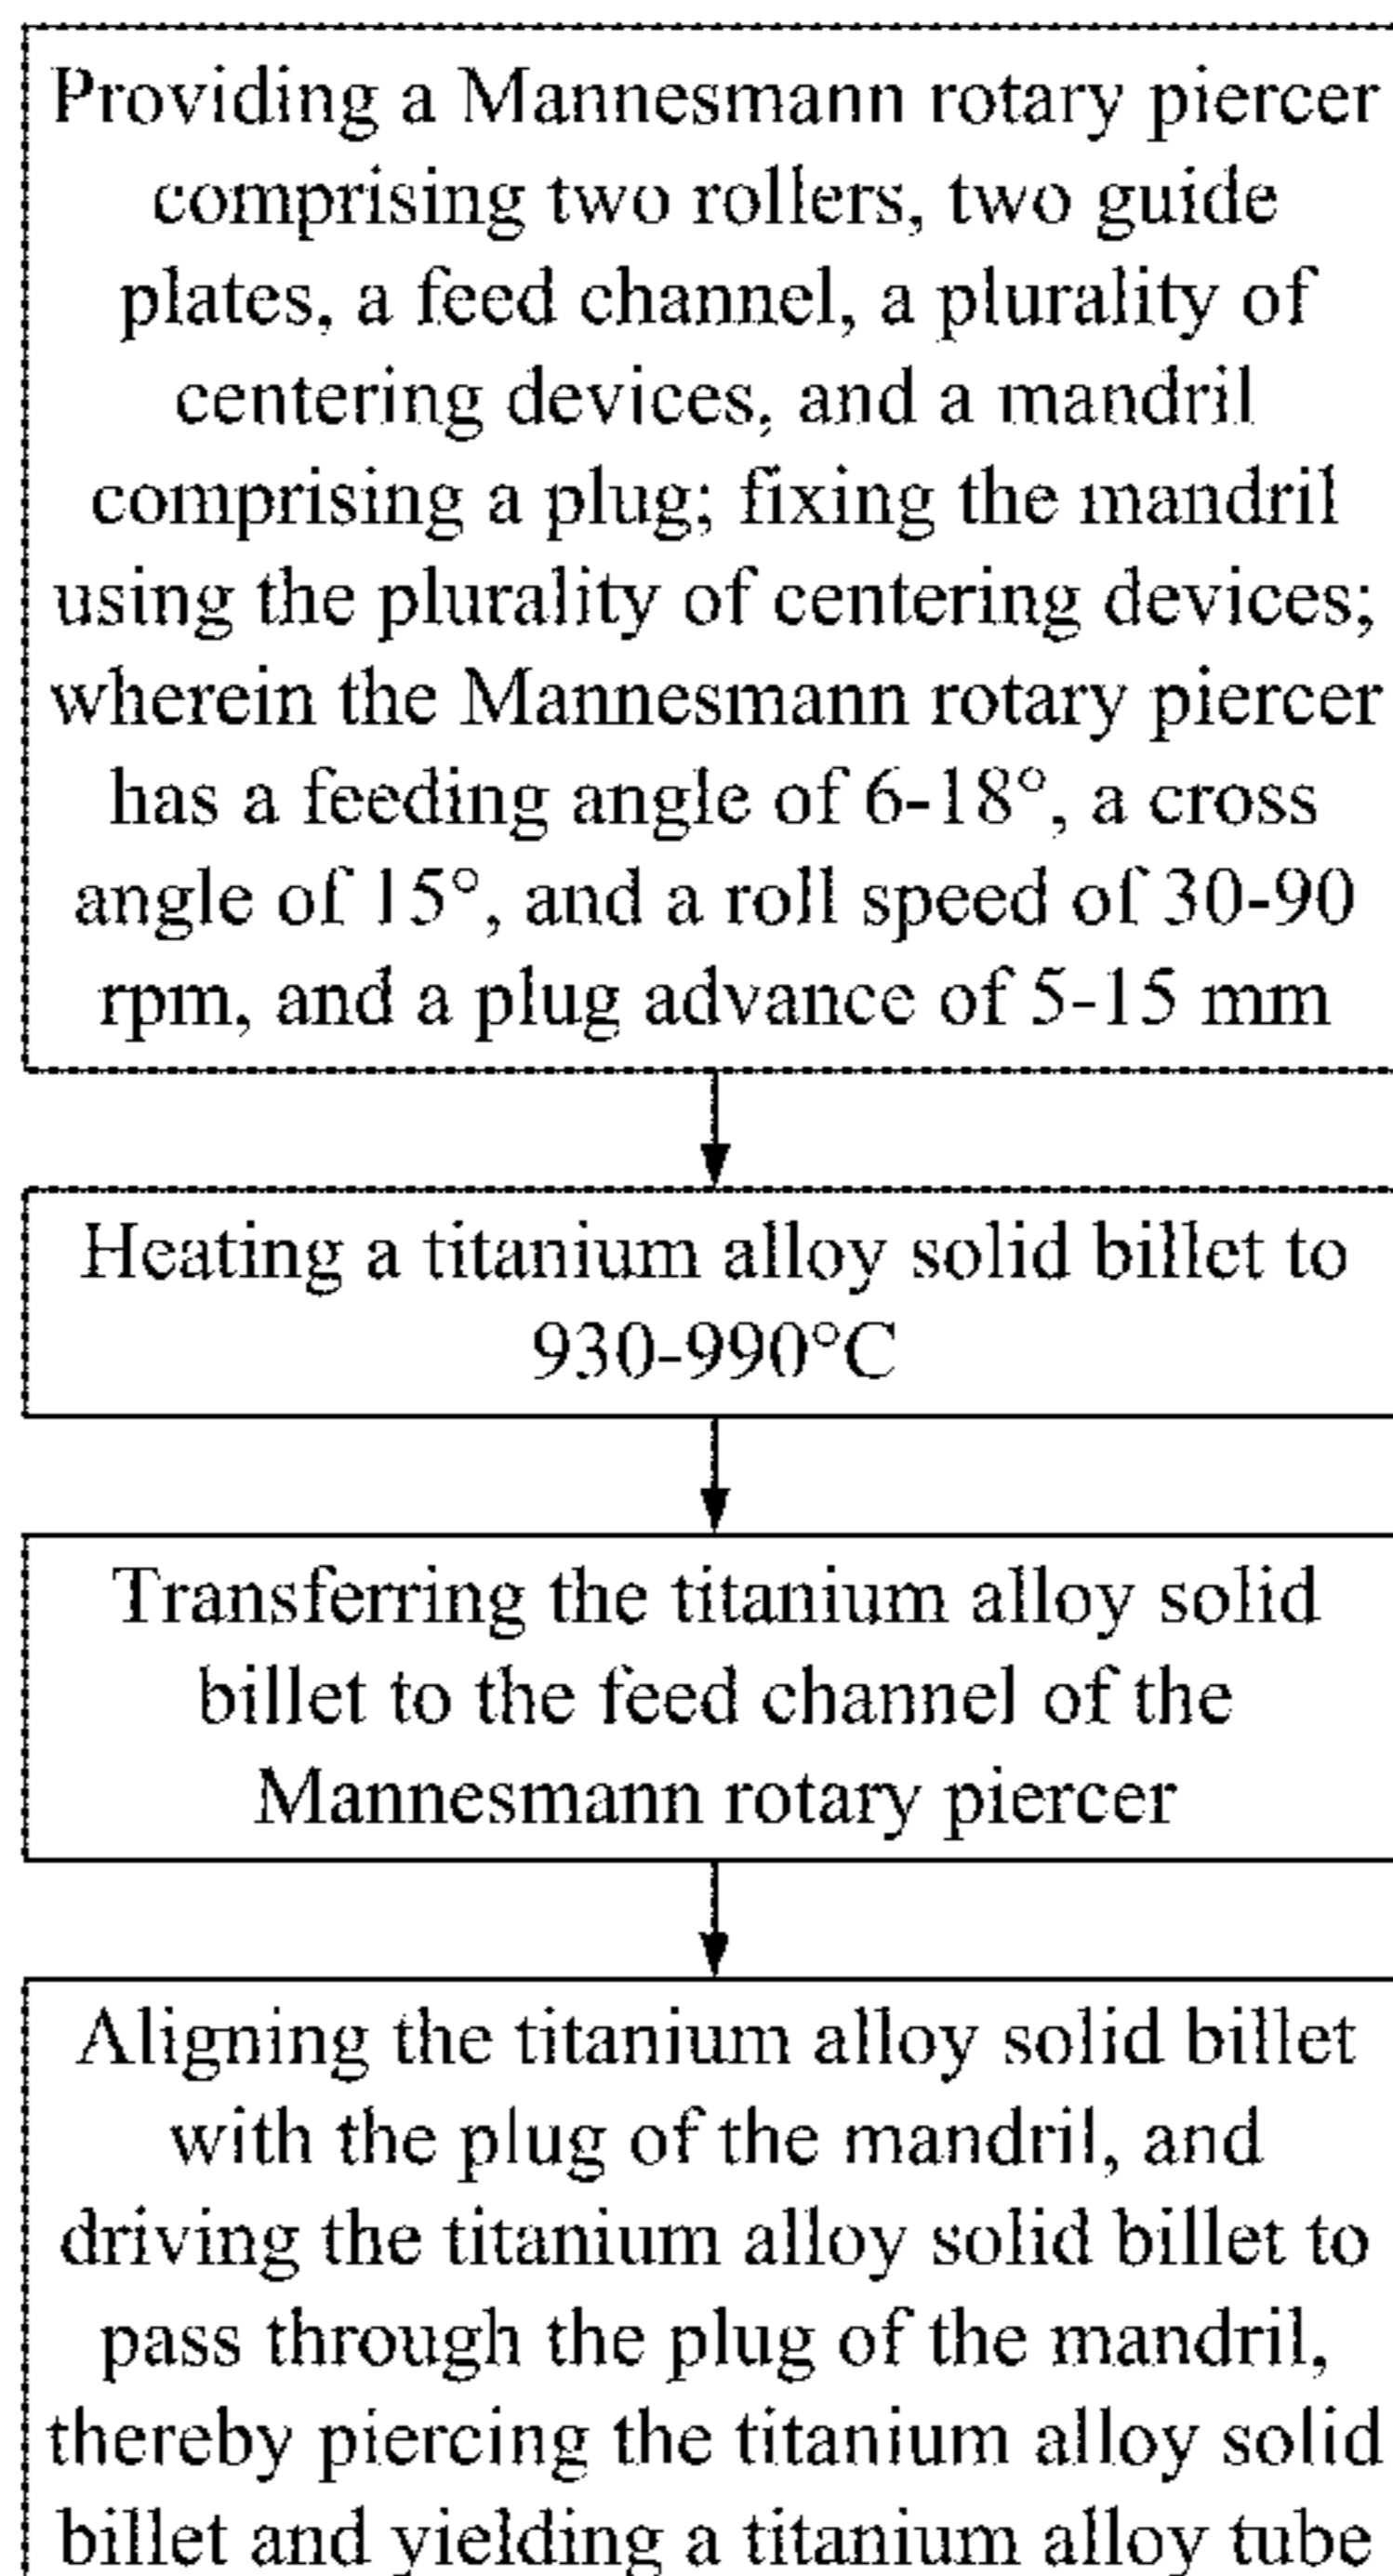 Providing a Mannesmann rotary piercer
comprising two rollers, two guide
plates, a feed channel, a plurality of
centering devices, and a mandril
comprising a plug; fixing the mandril
using the plurality of centering devices;
wherein the Mannesmann rotary piercer
has a feeding angle of 6-18°, a cross
angle of 15°, and a roll speed of 30-90
rpm, and a plug advance of 5-15 mm
Heating a titanium alloy solid billet to
930-990°C
Transferring the titanium alloy solid
billet to the feed channel of the
Mannesmann rotary piercer
Aligning the titanium alloy solid billet
with the plug of the mandril, and
driving the titanium alloy solid billet to
pass through the plug of the mandril,
thereby piercing the titanium alloy solid
billet and yielding a titanium alloy tube